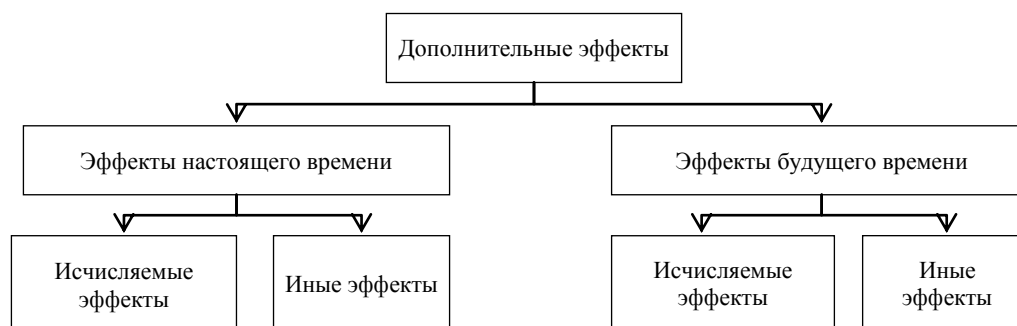 Дополнительные эффекты
Эффекты настоящего времени
Эффекты будущего времени
Исчисляемые
эффекты
Иные эффекты
Исчисляемые
эффекты
Иные
эффекты